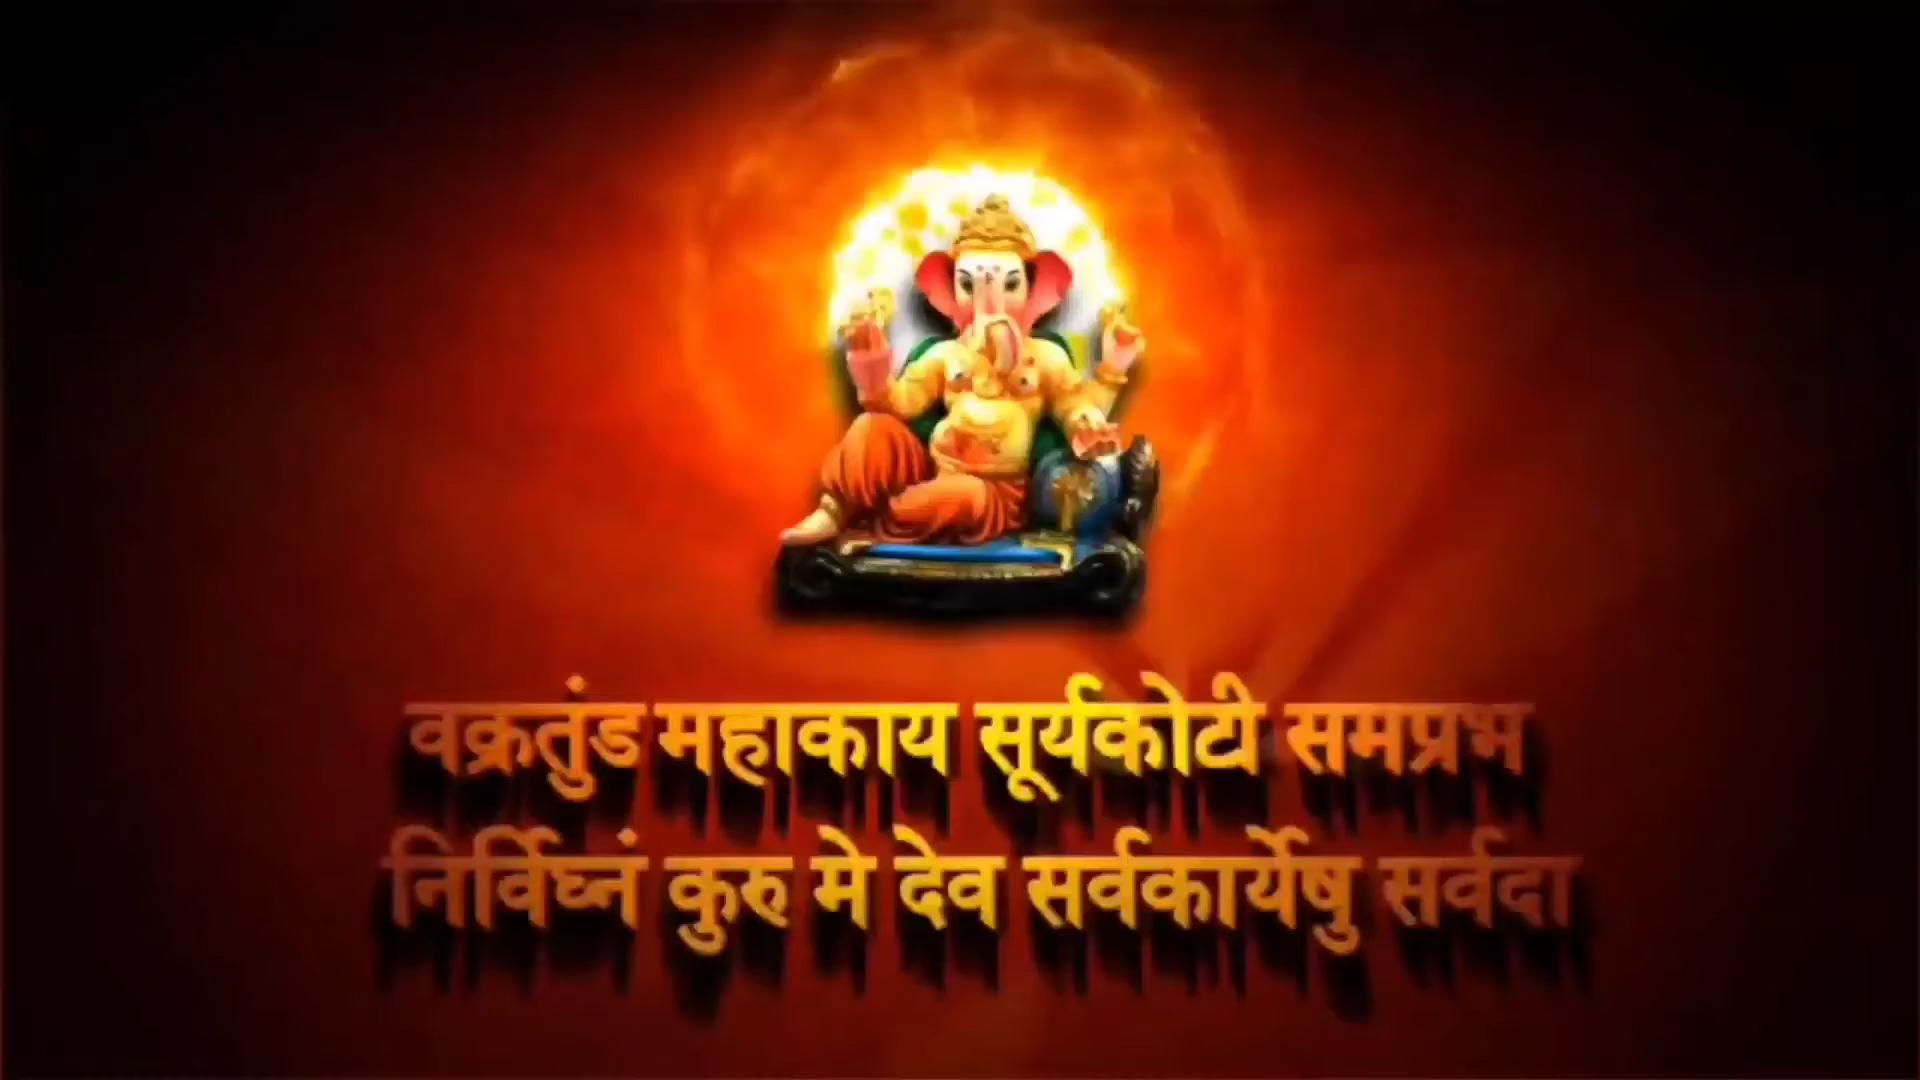 वक्रतुंड महाकाय सूर्यकोटी समप्रभ
निर्विघ्नं कुरु मे देव सर्वकार्येषु सर्वदा